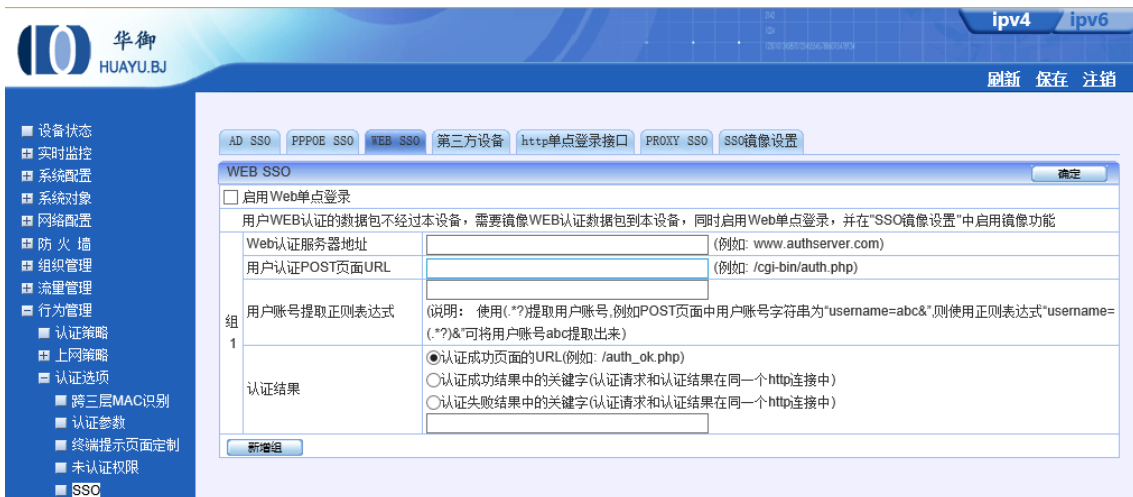 华御
HUAYU.BJ
ipv4
ipv6
刷新 保存 注销
设备状态
实时监控
系统配置
系统对象
网络配置
防 火 墙
组织管理
流量管理
行为管理
认证策略
上网策略
认证选项
跨三层MAC识别
认证参数
终端提示页面定制
未认证权限
SSO
AD SSO
PPPOE SSO
WEB SSO
第三方设备
http单点登录接口
PROXY SSO
SSO镜像设置
WEB SSO
确定
启用Web单点登录
用户WEB认证的数据包不经过本设备，需要镜像WEB认证数据包到本设备，同时启用Web单点登录，并在"SSO镜像设置"中启用镜像功能
组1
Web认证服务器地址
(例如: www.authserver.com)
用户认证POST页面URL
(例如: /cgi-bin/auth.php)
用户账号提取正则表达式
(说明： 使用(.*?)提取用户账号,例如POST页面中用户账号字符串为“username=abc&”,则使用正则表达式“username=
(.*?)&”可将用户账号abc提取出来)
认证结果
认证成功页面的URL(例如: /auth_ok.php)
认证成功结果中的关键字(认证请求和认证结果在同一个http连接中)
认证失败结果中的关键字(认证请求和认证结果在同一个http连接中)
新增组